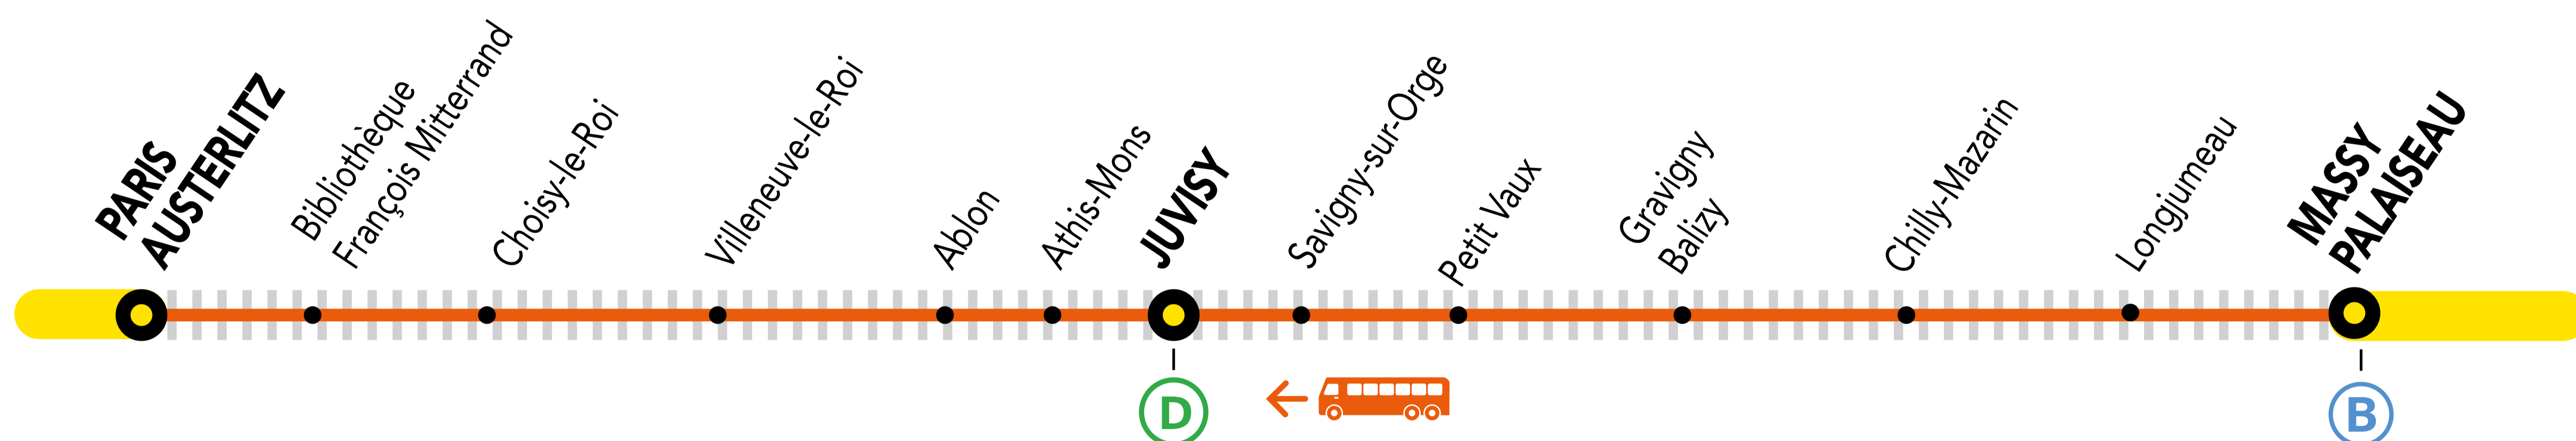 PARIS
AUSTERLITZ
Bibliothèque
François Mitterrand
Choisy-le-Roi
Villeneuve-le-Roi
Ablon
Athis-Mons
JUVISY
Savigny-sur-Orge
Petit Vaux
Gravigny
Balizy
Chilly-Mazarin
Longjumeau
MASSY
PALAISEAU
D
B